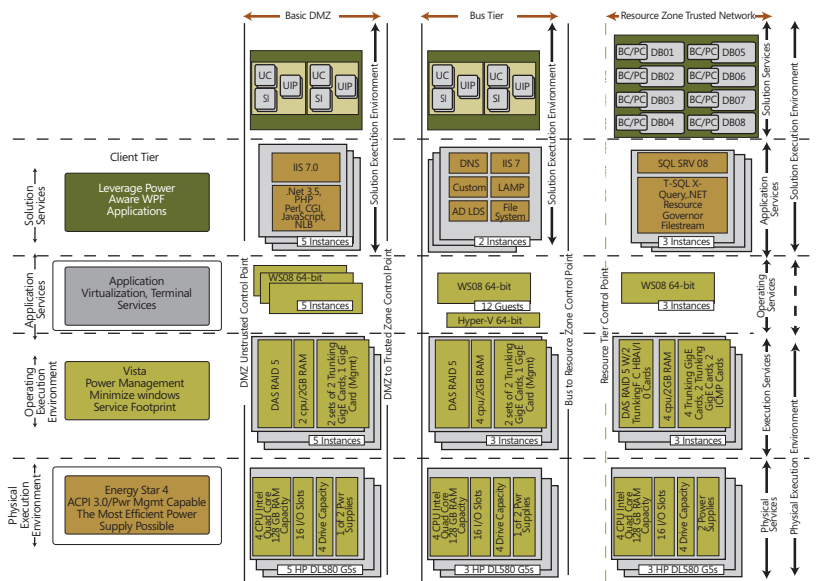 Basic DMZ
Bus Tier
Resource Zone Trusted Network
UC
SI
UIP
UC
SI
UIP
Solution Execution Environment
UC
SI
UIP
UC
SI
UIP
Solution Execution Environment
BC/PC DB01
BC/PC DB05
BC/PC DB02
BC/PC DB06
BC/PC DB03
BC/PC DB07
BC/PC DB04
BC/PC DB08
Solution Services
Solution Execution Environment
Client Tier
Solution
Services
Leverage Power
Aware WPF
Applications
IIS 7.0
.Net 3.5,
PHP
Perl, CGI,
JavaScript,
NLB
5 Instances
DNS
IIS 7
Custom
LAMP
AD LDS
File
System
2 Instances
SQL SRV 08
T-SQL X-
Query,.NET
Resource
Governor
Filestream
3 Instances
Application
Services
Application
Services
Application
Virtualization, Terminal
Services
DMZ Unstrusted Control Point
WS08 64-bit
5 Instances
DMZ to Trusted Zone Control Point
WS08 64-bit
12 Guests
Hyper-V 64-bit
Bus to Resource Zone Control Point
Resource Tier Control Point
WS08 64-bit
3 Instances
Operating
Services
Operating
Execution
Environment
Vista
Power Management
Minimize windows
Service Footprint
DAS RAID 5
2 cpu/2GB RAM
2 sets of 2 Trunking
GigE Cards, 1 GigE
Card (Mgmt)
5 Instances
DAS RAID 5
4 cpu/2GB RAM
2 sets of 2 Trunking
GigE Cards, 1 GigE
Card (Mgmt)
3 Instances
DAS RAID 5 W/2
TrunkingF C HBA/I
0 Cards
4 cpu/2GB RAM
4 Trunking GigE
Cards, 2 Trunking
GigE Cards, 2
ICMP Cards
3 Instances
Execution Services
Physical Execution Environment
Physical
Execution
Environment
Energy Star 4
ACPI 3.0/Pwr Mgmt Capable
The Most Efficient Power
Supply Possible
4 CPU Intel
Quad Core
128 GB RAM
Capacity
16 I/O Slots
4 Drive Capacity
1 of 2 Pwr
Supplies
5 HP DL580 G5s
4 CPU Intel
Quad Core
128 GB RAM
Capacity
16 I/O Slots
4 Drive Capacity
1 of 2 Pwr
Supplies
3 HP DL580 G5s
4 CPU Intel
Quad Core
128 GB RAM
Capacity
16 I/O Slots
4 Drive Capacity
2 Power
Supplies
3 HP DL580 G5s
Physical
Services